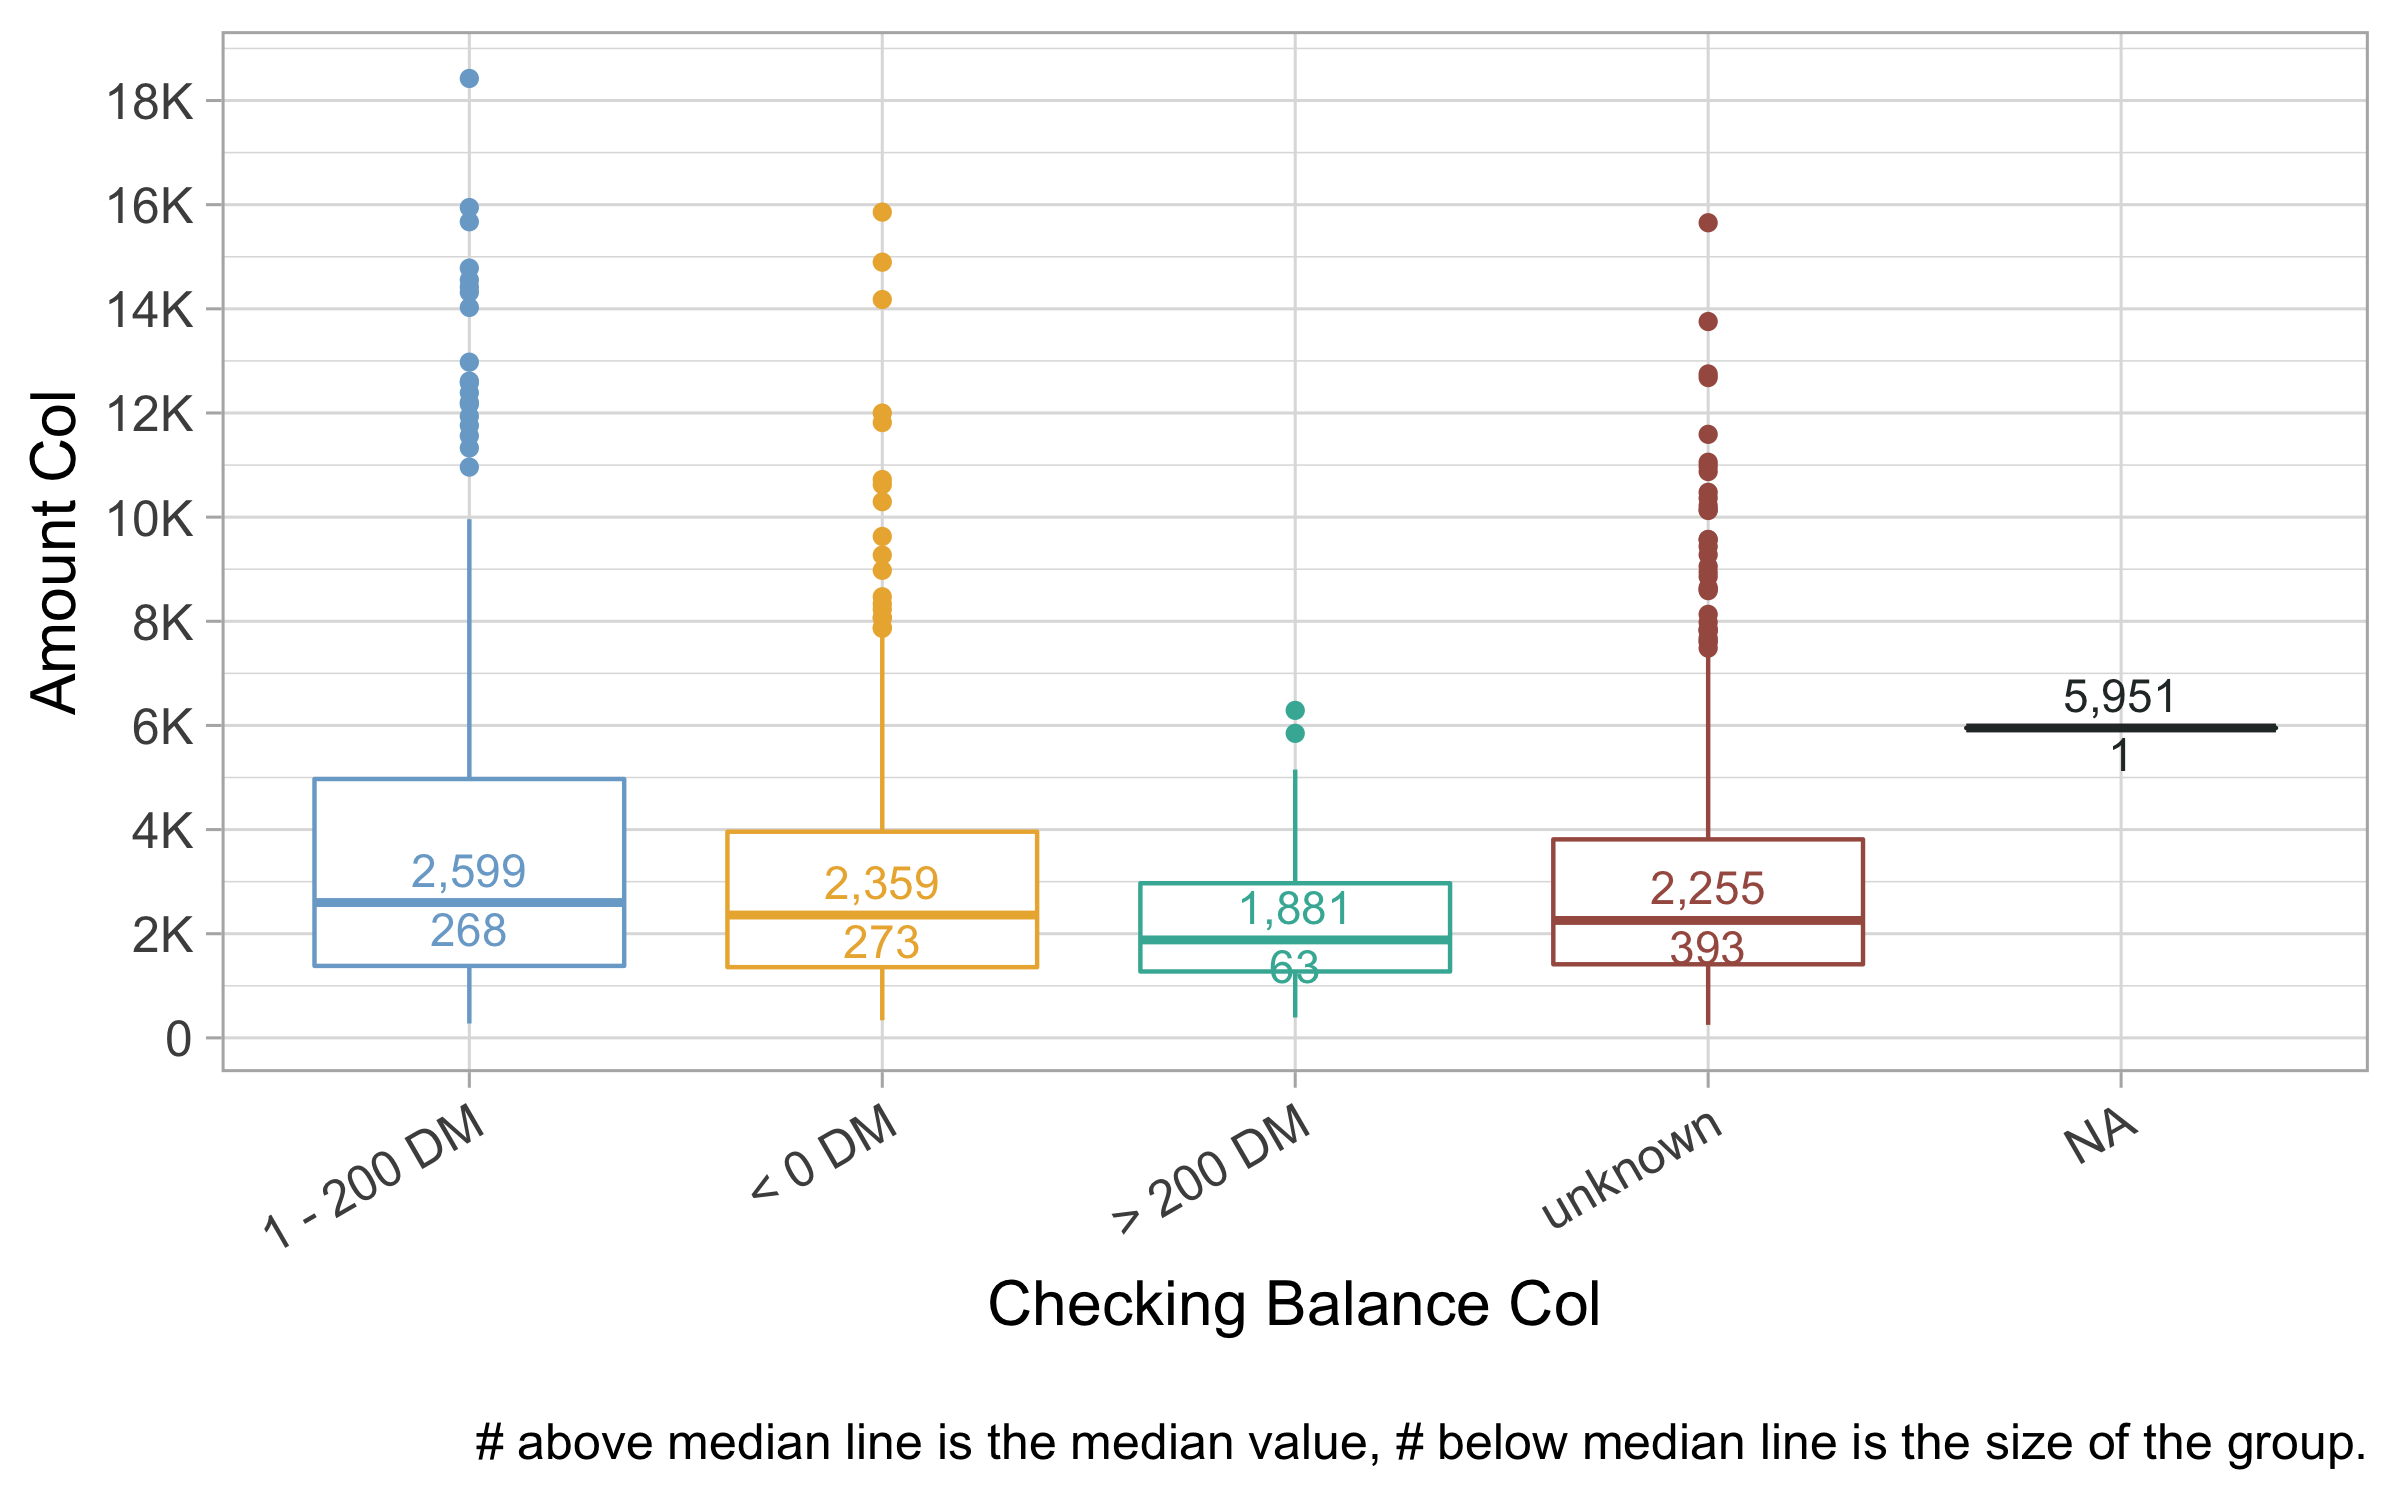 18K
16K
14K
12K
10K
8K
6K
4K
2K
0
Amount Col
2,599
268
2,359
273
1,881
63
2,255
393
5,951
1
1 - 200 DM
< 0 DM
> 200 DM
unknown
NA
Checking Balance Col
# above median line is the median value, # below median line is the size of the group.